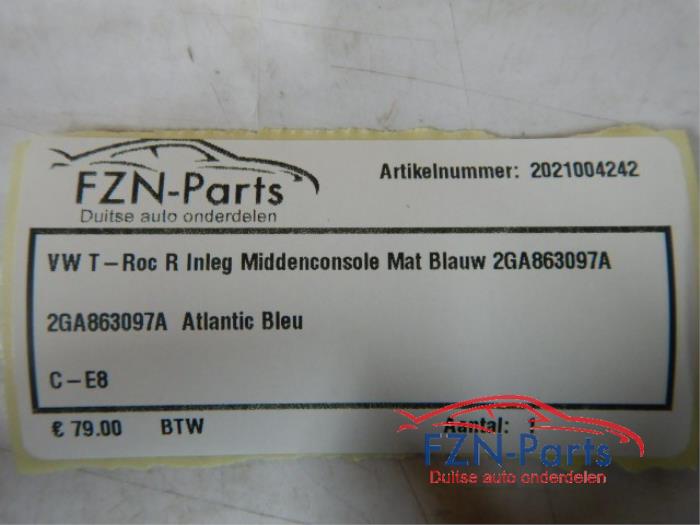 FZN-Parts
Duitse auto onderdelen
Artikelnummer: 2021004242
VW T-Roc R Inleg Middenconsole Mat Blauw 2GA863097A
2GA863097A Atlantic Bleu
C-E8
€ 79.00 BTW Aantal: 1
FZN-Parts
Duitse auto onderdelen